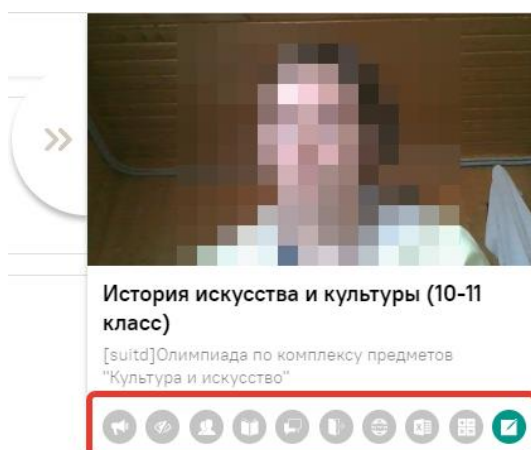 История искусства и культуры (10-11
класс)
[suitd]Олимпиада по комплексу предметов
"Культура и искусство"